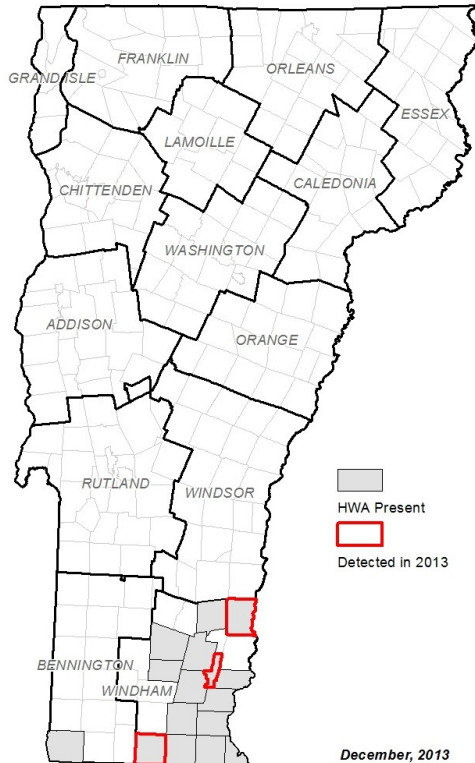 FRANKLIN
ORLEANS
GRAND ISLE
ESSEX
LAMOILLE
CHITTENDEN
CALEDONIA
WASHINGTON
ADDISON
ORANGE
RUTLAND
WINDSOR
HWA Present
Detected in 2013
BENNINGTON
WINDHAM
December, 2013